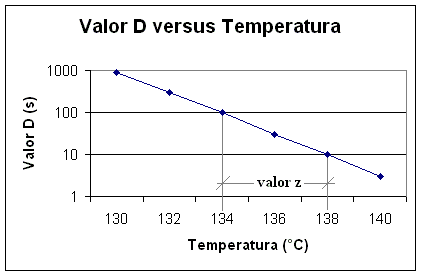 Valor D versus Temperatura
Valor D (s)
1000
100
10
1
valor z
130 132 134 136 138 140
Temperatura (°C)